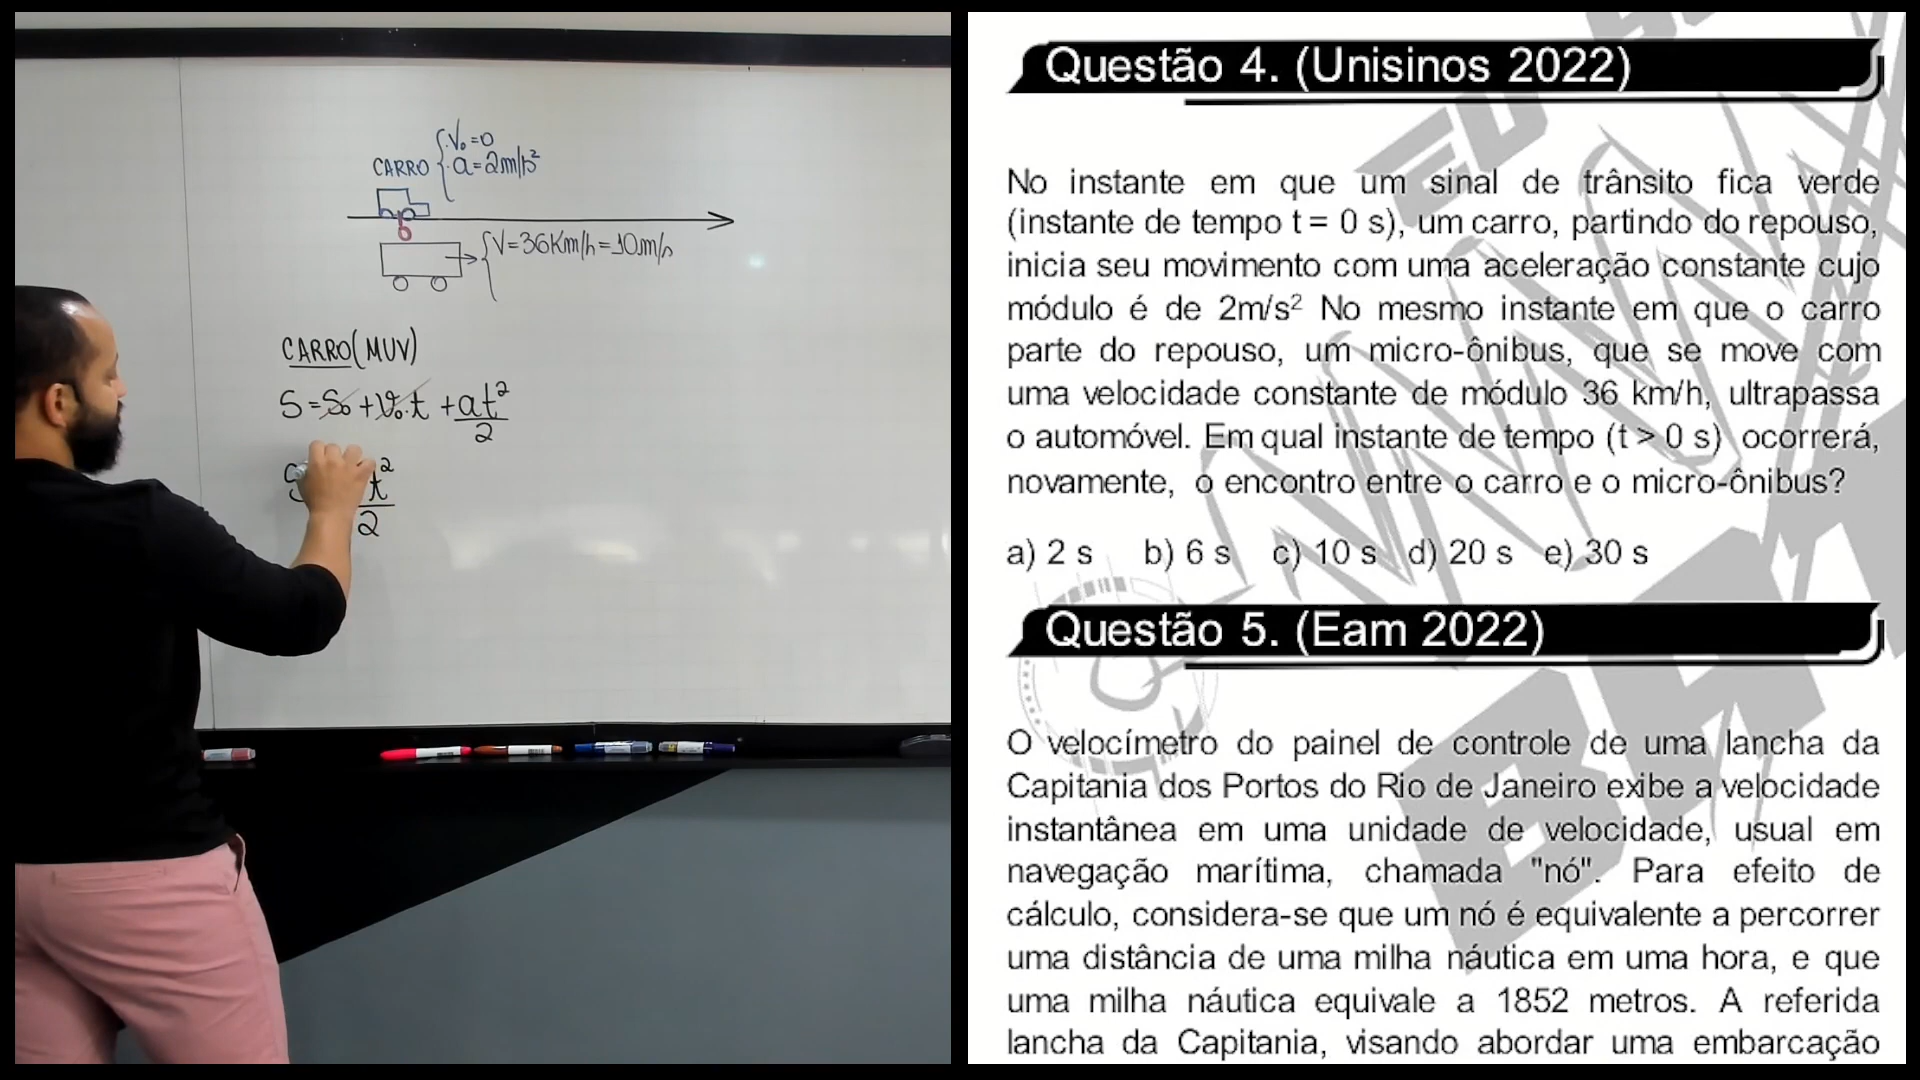 V₀ = 0
CARRO
a = 2m/s²
0
V = 36Km/h = 10m/s
CARRO (MUV)
S = S₀ + V₀.t + at²
2
S
t²
2
Questão 4. (Unisinos 2022)
No instante em que um sinal de trânsito fica verde
(instante de tempo t = 0 s), um carro, partindo do repouso,
inicia seu movimento com uma aceleração constante cujo
módulo é de 2m/s² No mesmo instante em que o carro
parte do repouso, um micro-ônibus, que se move com
uma velocidade constante de módulo 36 km/h, ultrapassa
o automóvel. Em qual instante de tempo (t > 0 s) ocorrerá,
novamente, o encontro entre o carro e o micro-ônibus?
a) 2 s b) 6 s c) 10 s d) 20 s e) 30 s
Questão 5. (Eam 2022)
O velocímetro do painel de controle de uma lancha da
Capitania dos Portos do Rio de Janeiro exibe a velocidade
instantânea em uma unidade de velocidade, usual em
navegação marítima, chamada "nó". Para efeito de
cálculo, considera-se que um nó é equivalente a percorrer
uma distância de uma milha náutica em uma hora, e que
uma milha náutica equivale a 1852 metros. A referida
lancha da Capitania, visando abordar uma embarcação